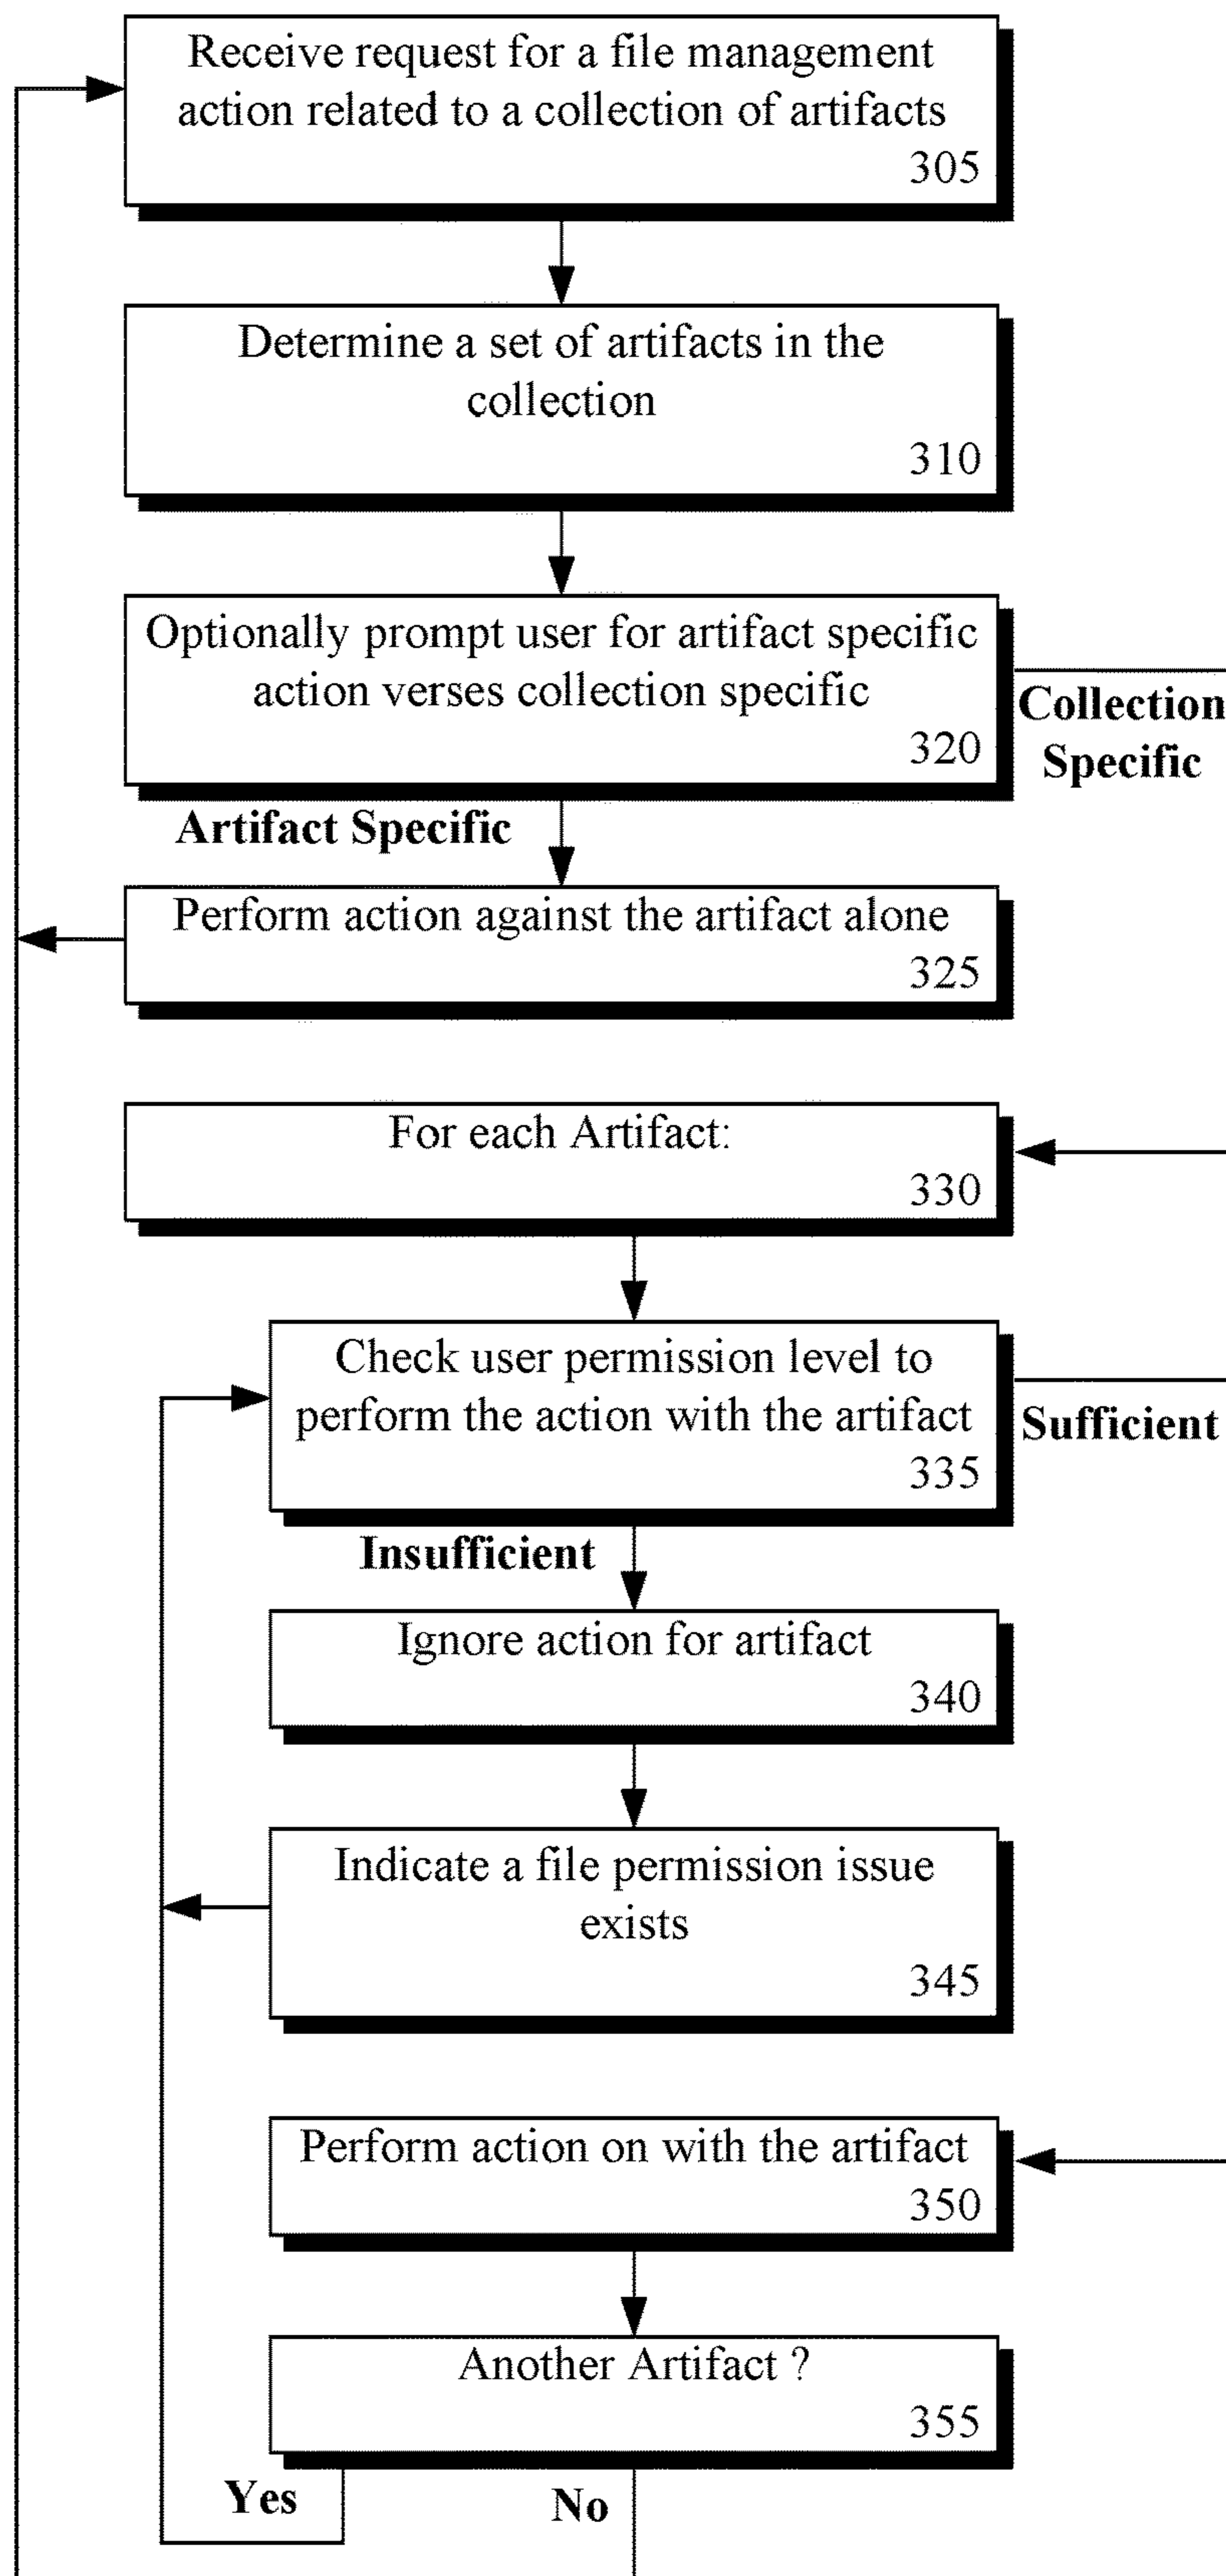 Receive request for a file management
action related to a collection of artifacts
305
Determine a set of artifacts in the
collection
310
Optionally prompt user for artifact specific
action verses collection specific
320
Collection
Specific
Artifact Specific
Perform action against the artifact alone
325
For each Artifact:
330
Check user permission level to
perform the action with the artifact
335
Sufficient
Insufficient
Ignore action for artifact
340
Indicate a file permission issue
exists
345
Perform action on with the artifact
350
Another Artifact ?
355
Yes
No